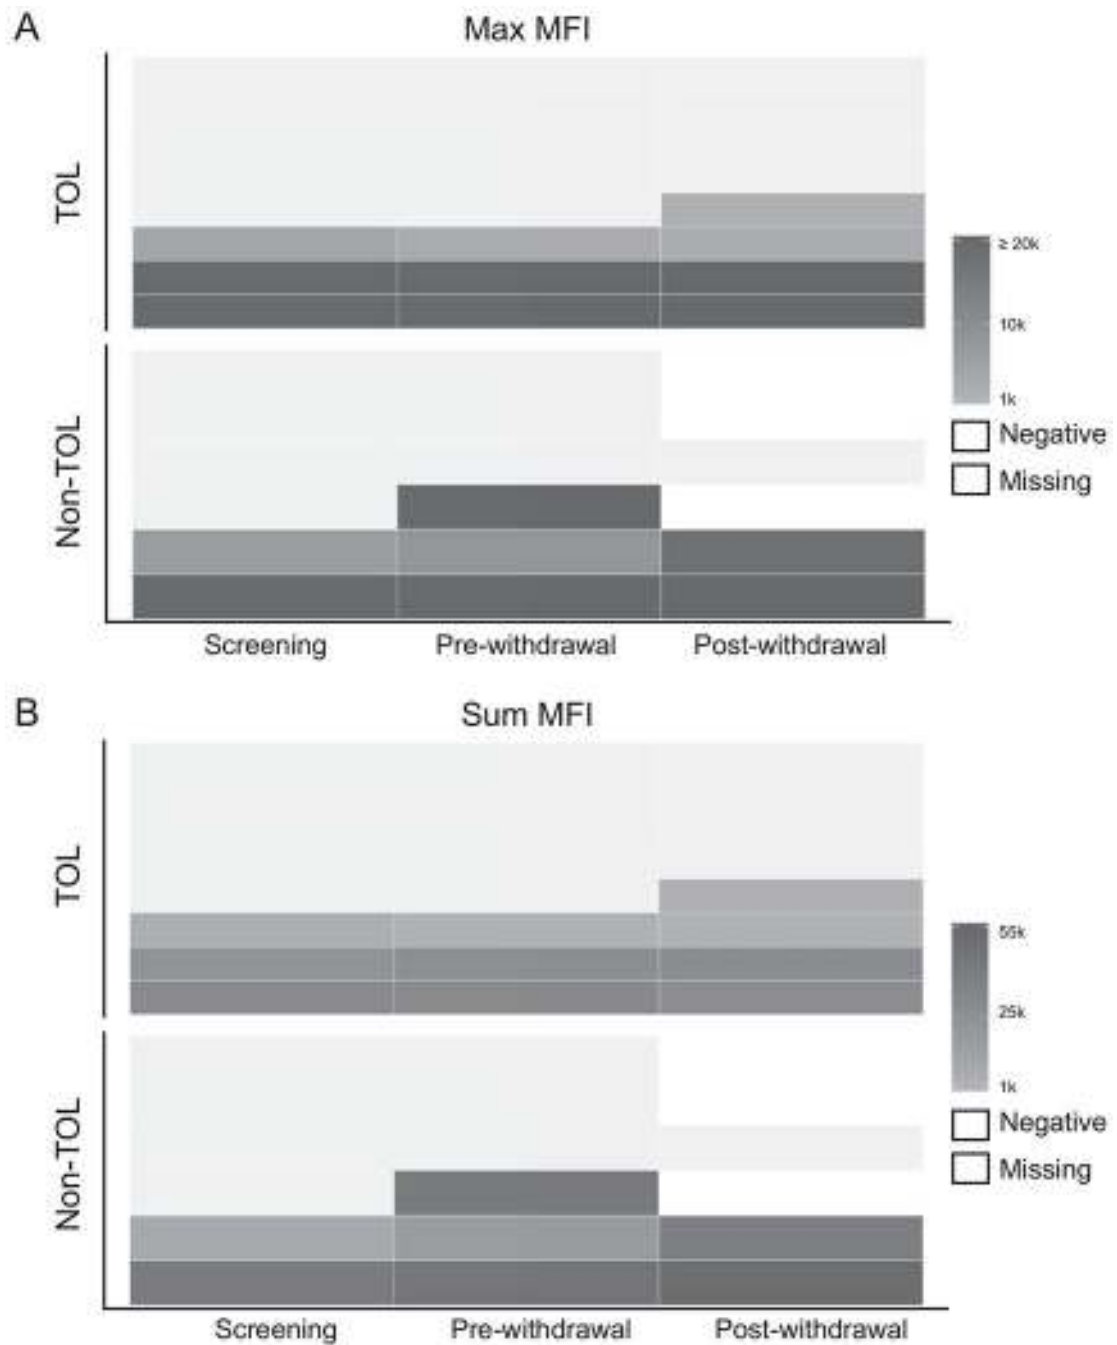 A
Max MFI
TOL
Non-TOL
≥ 20k
10k
1k
Negative
Missing
Screening
Pre-withdrawal
Post-withdrawal
B
Sum MFI
TOL
Non-TOL
55k
25k
1k
Negative
Missing
Screening
Pre-withdrawal
Post-withdrawal